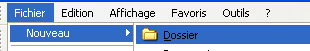 Fichier Edition Affichage Favoris Outils ?
Nouveau Dossier